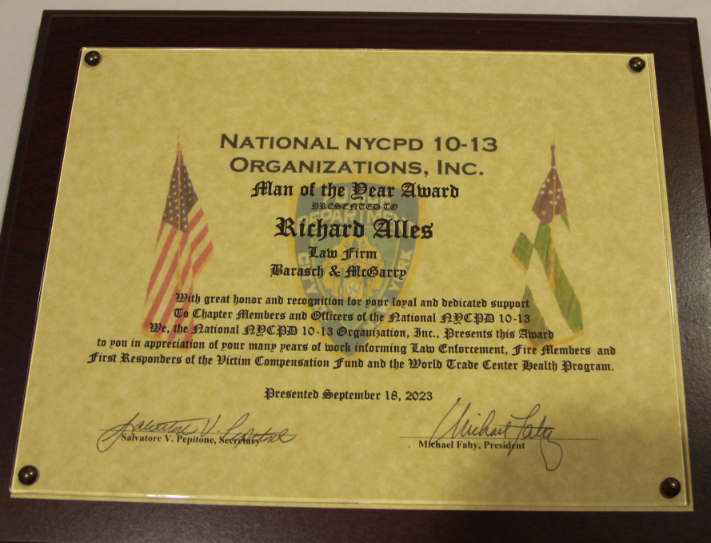 NATIONAL NYCPD 10-13
ORGANIZATIONS, INC.
Man of the Year Award
PRESENTED TO
Richard Alles
Law Firm
Barasch & McGarry
With great honor and recognition for your loyal and dedicated support
To Chapter Members and Officers of the National NYCPD 10-13
We, the National NYCPD 10-13 Organization, Inc., Presents this Award
to you in appreciation of your many years of work informing Law Enforcement, Fire Members and
First Responders of the Victim Compensation Fund and the World Trade Center Health Program.
Presented September 18, 2023
Salvatore V. Pepitone
Michael Fahy
Salvatore V. Pepitone, Secretary
Michael Fahy, President